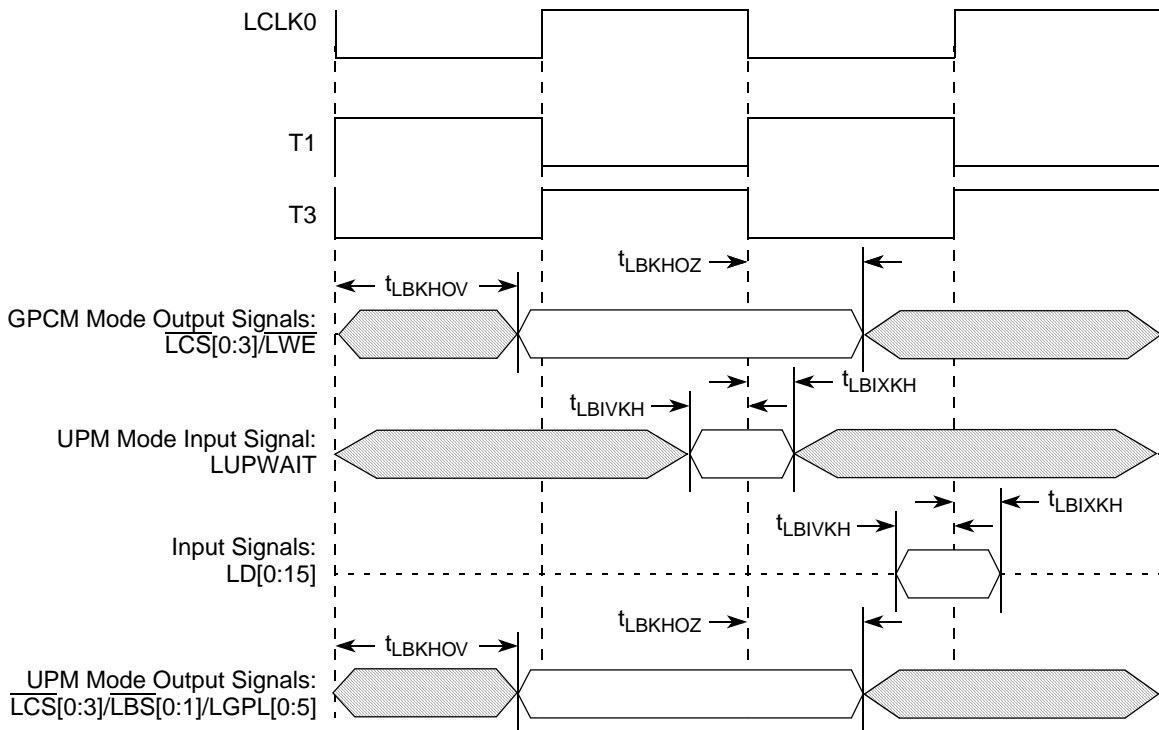 LCLK0
T1
T3
tLBKHOZ
tLBKHOV
GPCM Mode Output Signals:
LCS[0:3]/LWE
tLBIXKH
tLBIVKH
UPM Mode Input Signal:
LUPWAIT
tLBIXKH
tLBIVKH
Input Signals:
LD[0:15]
tLBKHOZ
tLBKHOV
UPM Mode Output Signals:
LCS[0:3]/LBS[0:1]/LGPL[0:5]